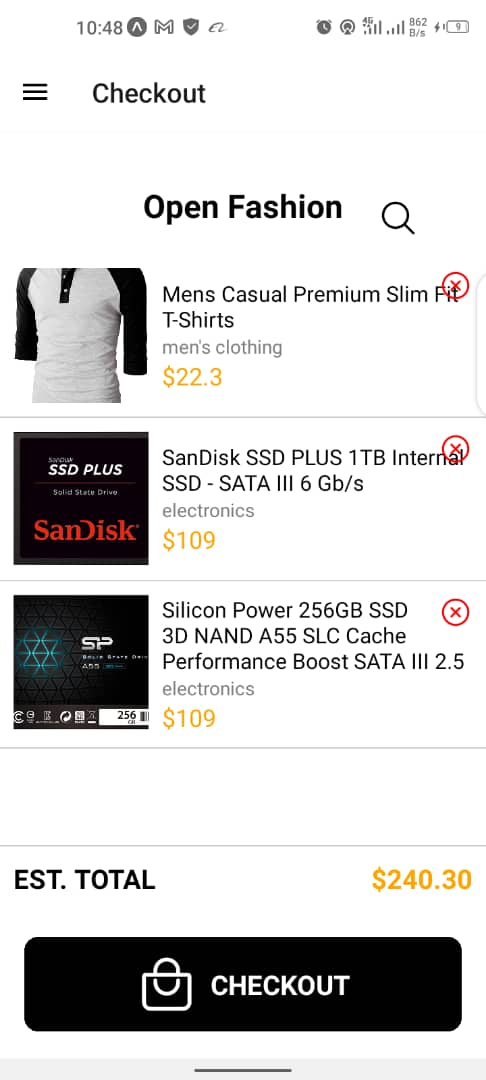 10:48
4G
862
B/s
9
Checkout
Open Fashion
Mens Casual Premium Slim Fit
T-Shirts
men's clothing
$22.3
SanDisk
SSD PLUS
Solid State Drive
SanDisk
SanDisk SSD PLUS 1TB Internal
SSD - SATA III 6 Gb/s
electronics
$109
SP
SOLID STATE DRIVE
A55
256
GB
Silicon Power 256GB SSD
3D NAND A55 SLC Cache
Performance Boost SATA III 2.5
electronics
$109
EST. TOTAL
$240.30
CHECKOUT